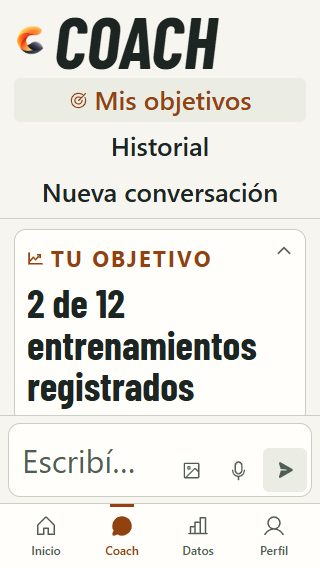 COACH
Mis objetivos
Historial
Nueva conversación
TU OBJETIVO
2 de 12
entrenamientos
registrados
Escribí...
Inicio
Coach
Datos
Perfil